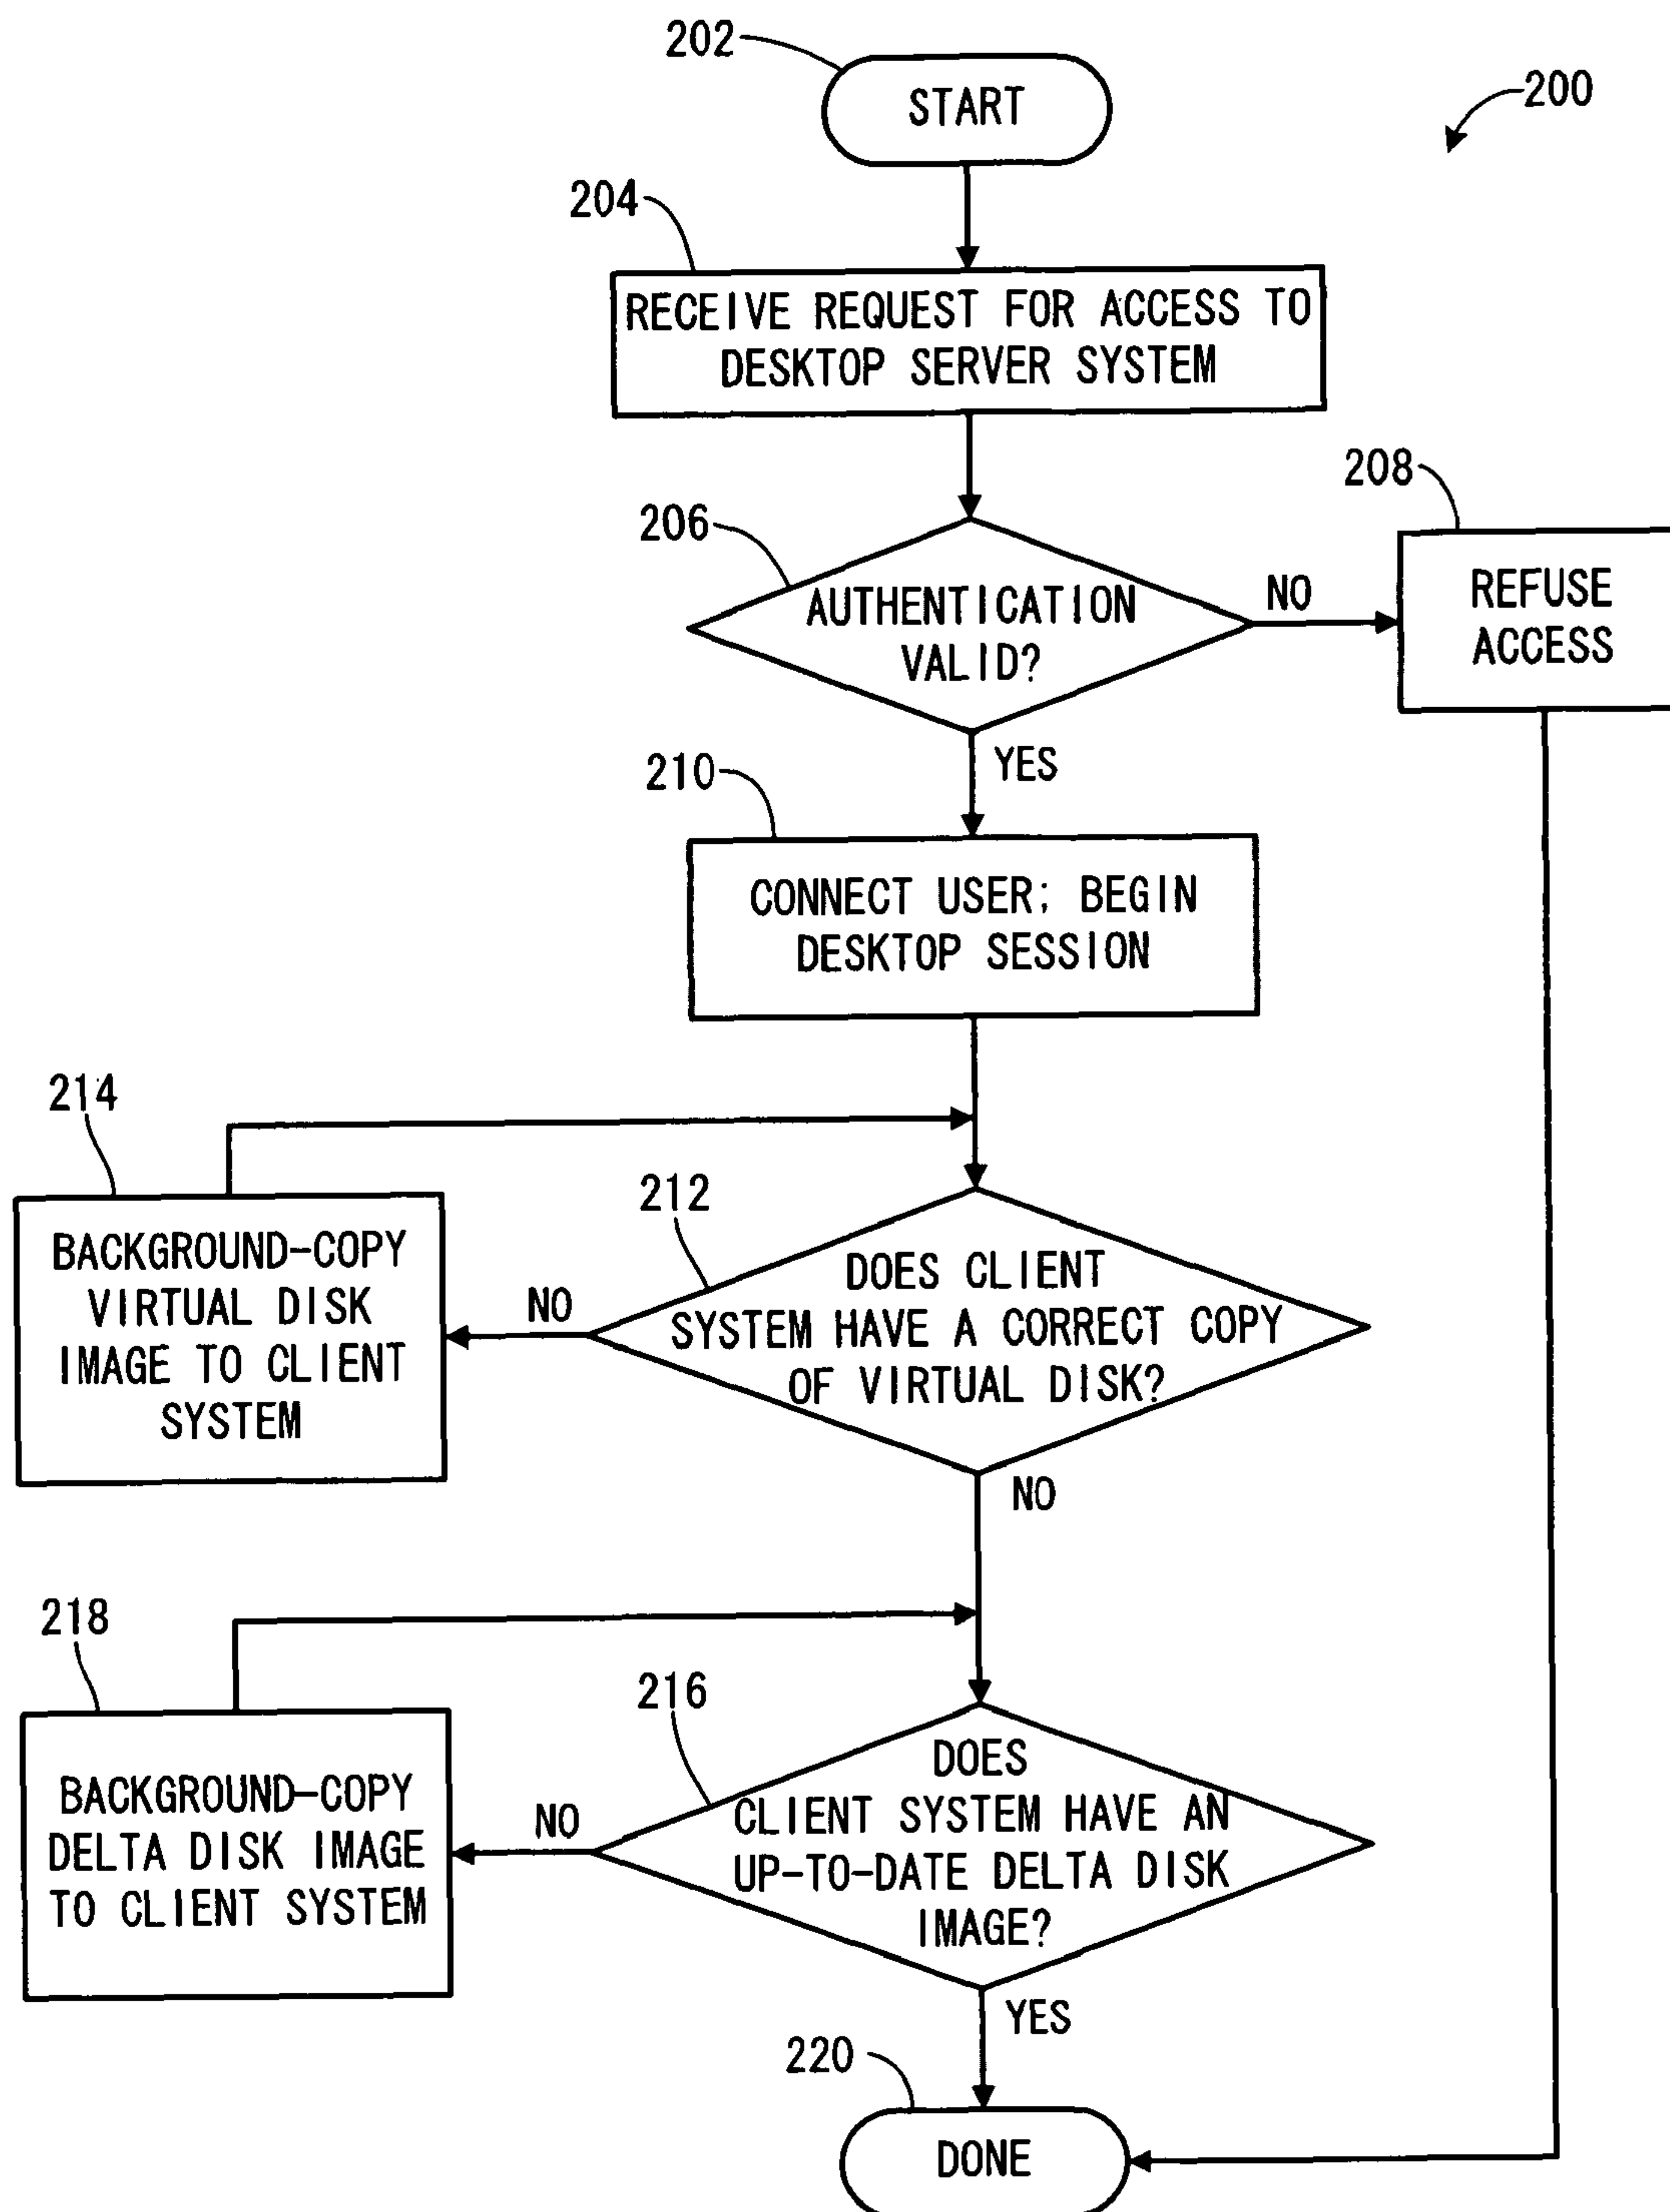 202
START
200
204
RECEIVE REQUEST FOR ACCESS TO
DESKTOP SERVER SYSTEM
208
206
AUTHENTICATION
VALID?
NO
REFUSE
ACCESS
YES
210
CONNECT USER; BEGIN
DESKTOP SESSION
214
212
BACKGROUND-COPY
VIRTUAL DISK
IMAGE TO CLIENT
SYSTEM
NO
DOES CLIENT
SYSTEM HAVE A CORRECT COPY
OF VIRTUAL DISK?
NO
218
216
BACKGROUND-COPY
DELTA DISK IMAGE
TO CLIENT SYSTEM
NO
DOES
CLIENT SYSTEM HAVE AN
UP-TO-DATE DELTA DISK
IMAGE?
YES
220
DONE